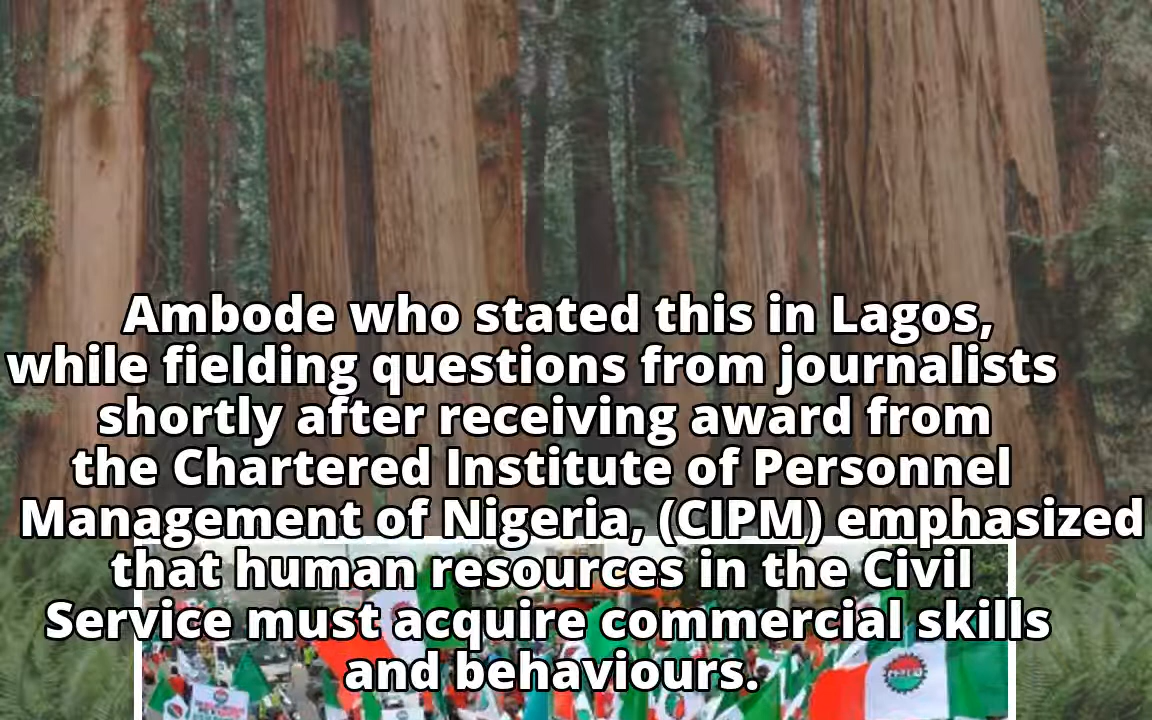 Ambode who stated this in Lagos,
while fielding questions from journalists
shortly after receiving award from
the Chartered Institute of Personnel
Management of Nigeria, (CIPM) emphasized
that human resources in the Civil
Service must acquire commercial skills
and behaviours.